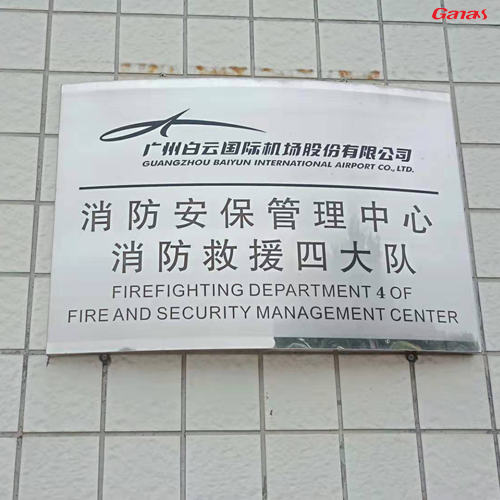 Ganas
广州白云国际机场股份有限公司
GUANGZHOU BAIYUN INTERNATIONAL AIRPORT CO.,LTD.
消防安保管理中心
消防救援四大队
FIREFIGHTING DEPARTMENT 4 OF
FIRE AND SECURITY MANAGEMENT CENTER